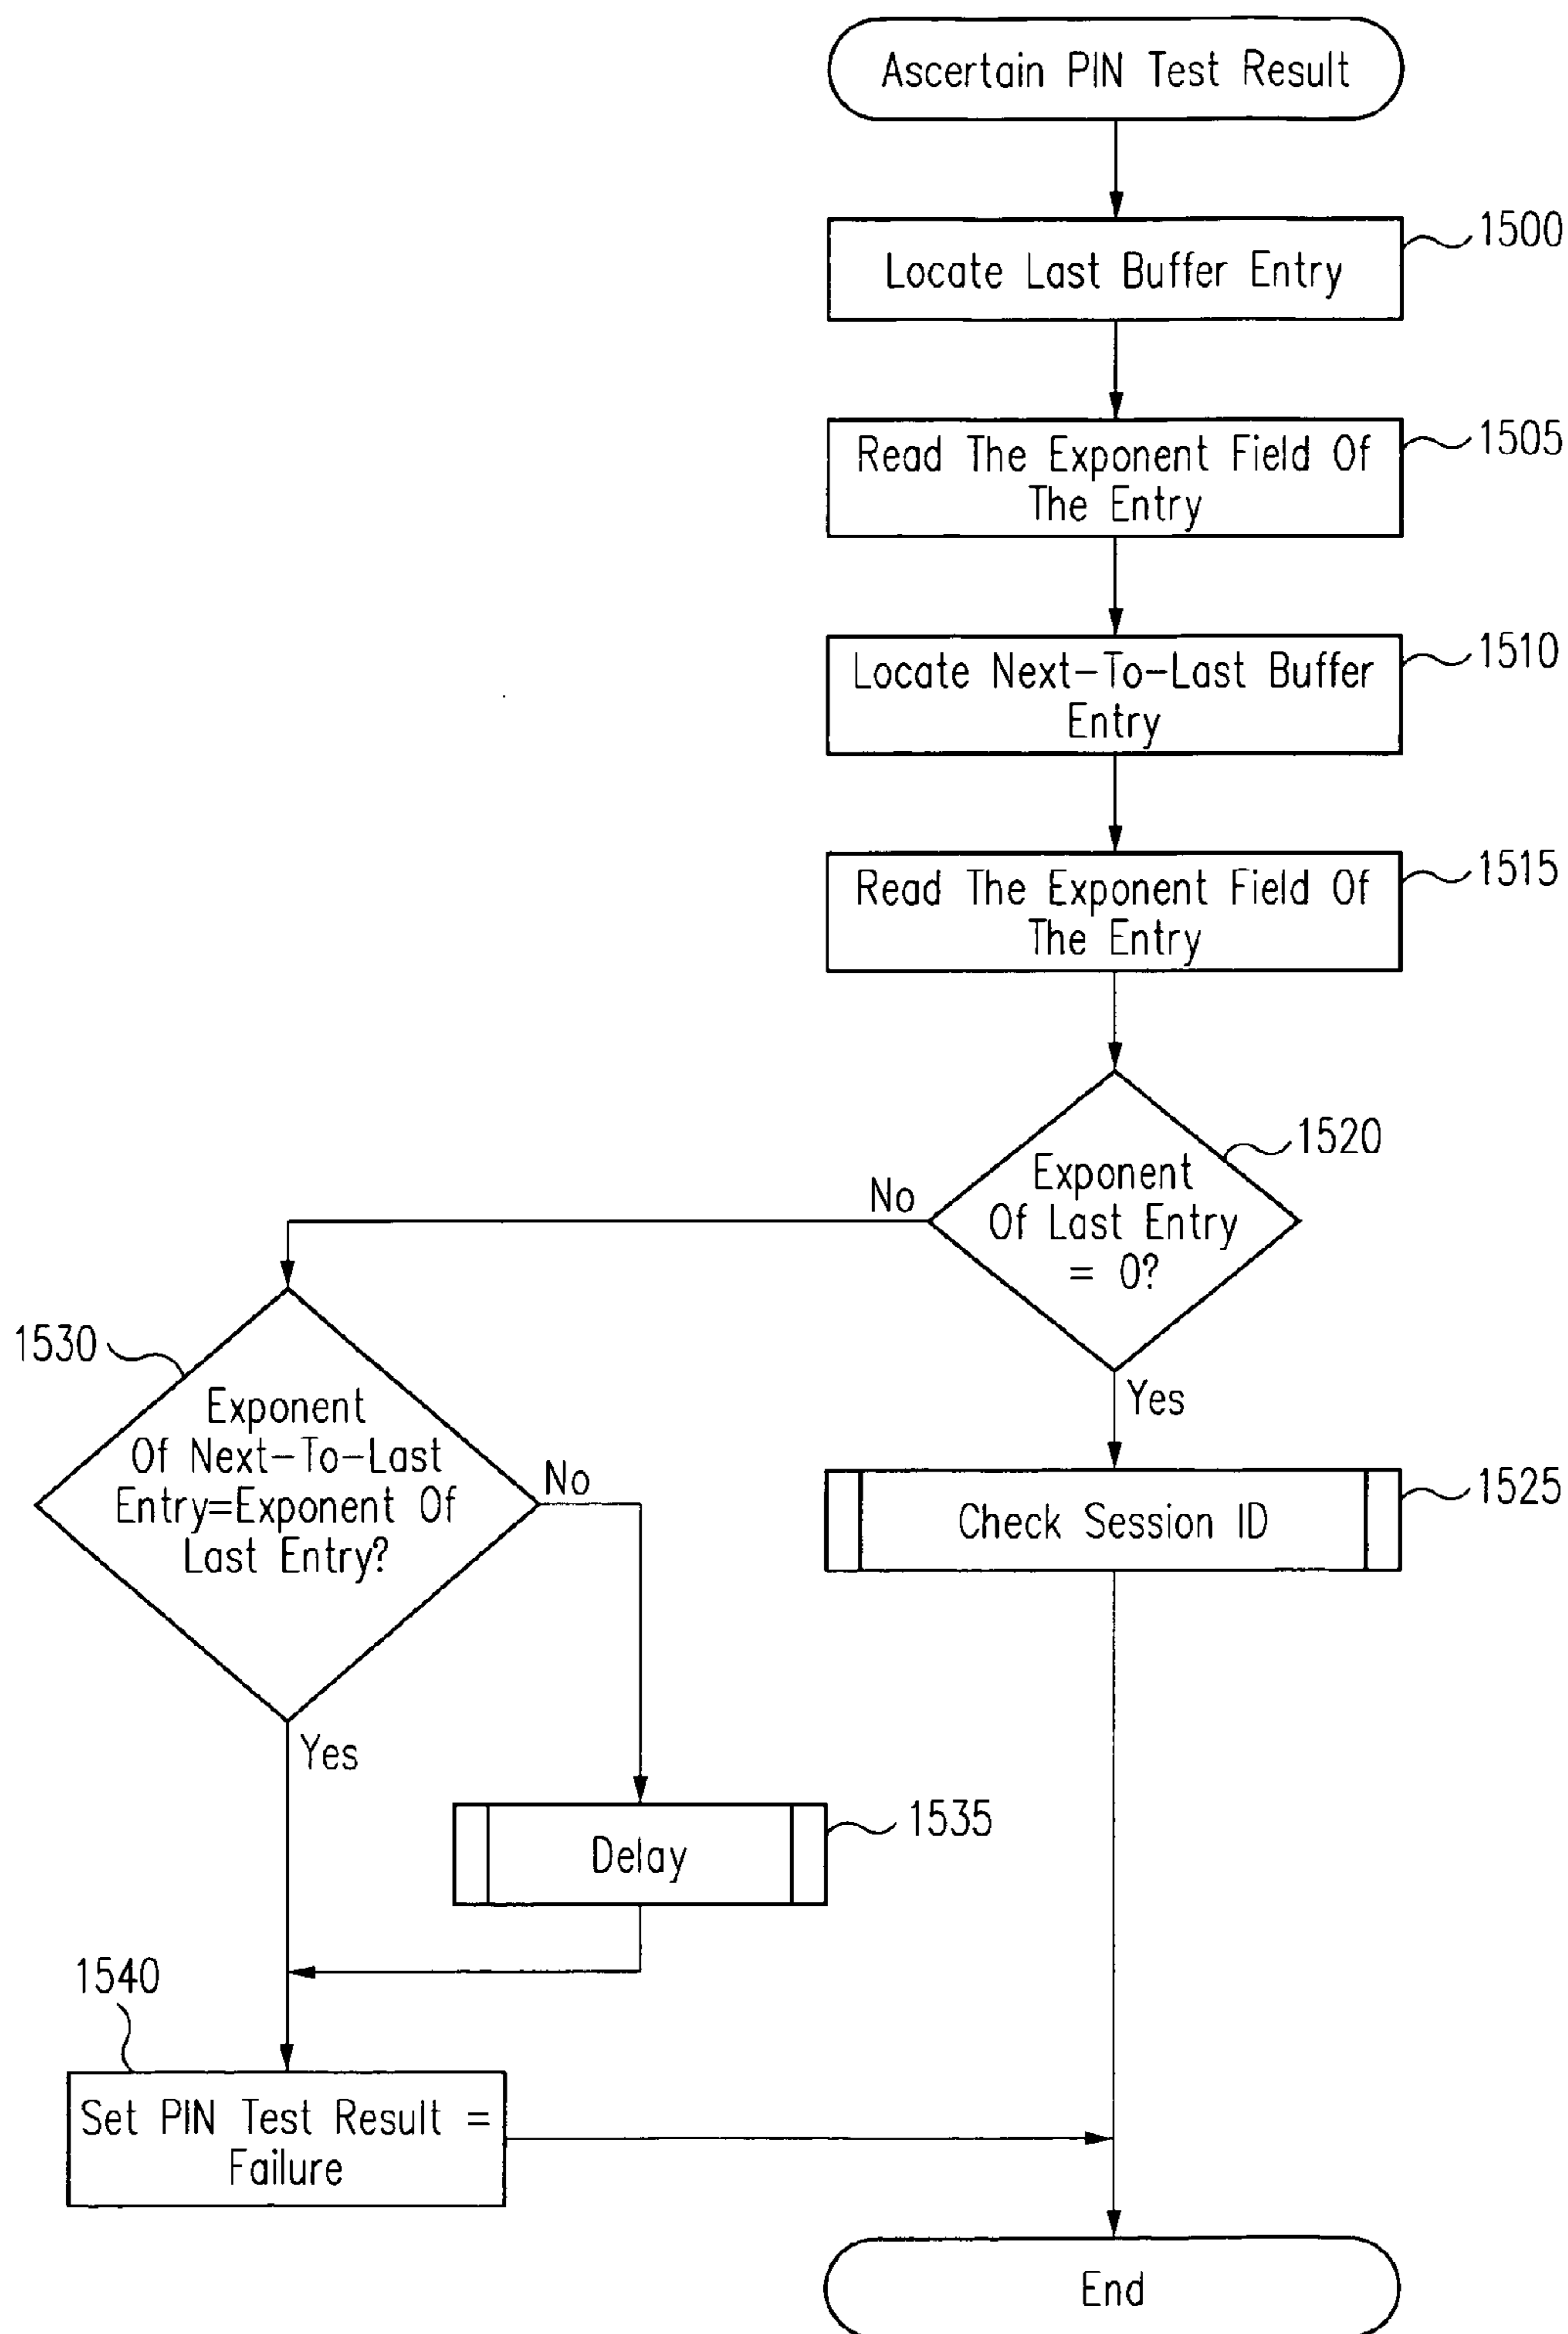 Ascertain PIN Test Result
1500
Locate Last Buffer Entry
1505
Read The Exponent Field Of
The Entry
1510
Locate Next-To-Last Buffer
Entry
1515
Read The Exponent Field Of
The Entry
1520
Exponent
Of Last Entry
= 0?
No
Yes
1530
Exponent
Of Next-To-Last
Entry=Exponent Of
Last Entry?
No
Yes
1525
Check Session ID
1535
Delay
1540
Set PIN Test Result =
Failure
End